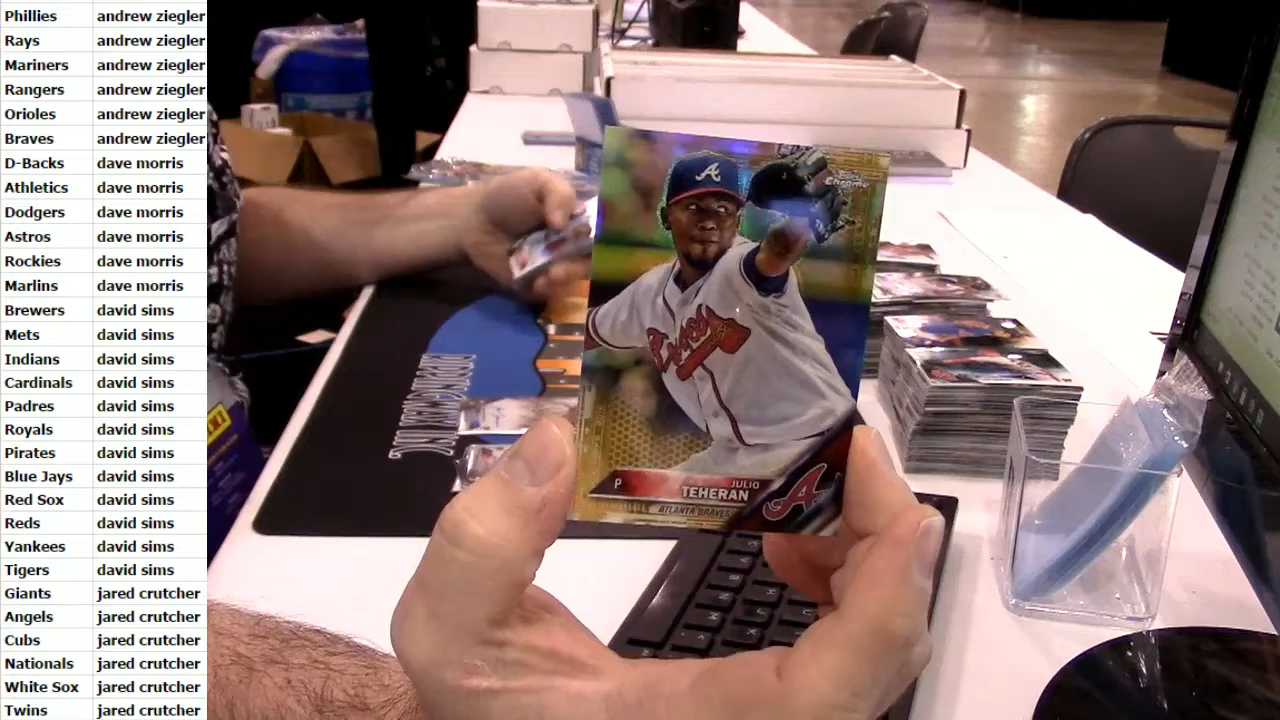 Phillies andrew ziegler
Rays andrew ziegler
Mariners andrew ziegler
Rangers andrew ziegler
Orioles andrew ziegler
Braves andrew ziegler
D-Backs dave morris
Athletics dave morris
Dodgers dave morris
Astros dave morris
Rockies dave morris
Marlins dave morris
Brewers david sims
Mets david sims
Indians david sims
Cardinals david sims
Padres david sims
Royals david sims
Pirates david sims
Blue Jays david sims
Red Sox david sims
Reds david sims
Yankees david sims
Tigers david sims
Giants jared crutcher
Angels jared crutcher
Cubs jared crutcher
Nationals jared crutcher
White Sox jared crutcher
Twins jared crutcher
A
Topps
Chrome
Braves
P
JULIO
TEHERAN
ATLANTA BRAVES
A